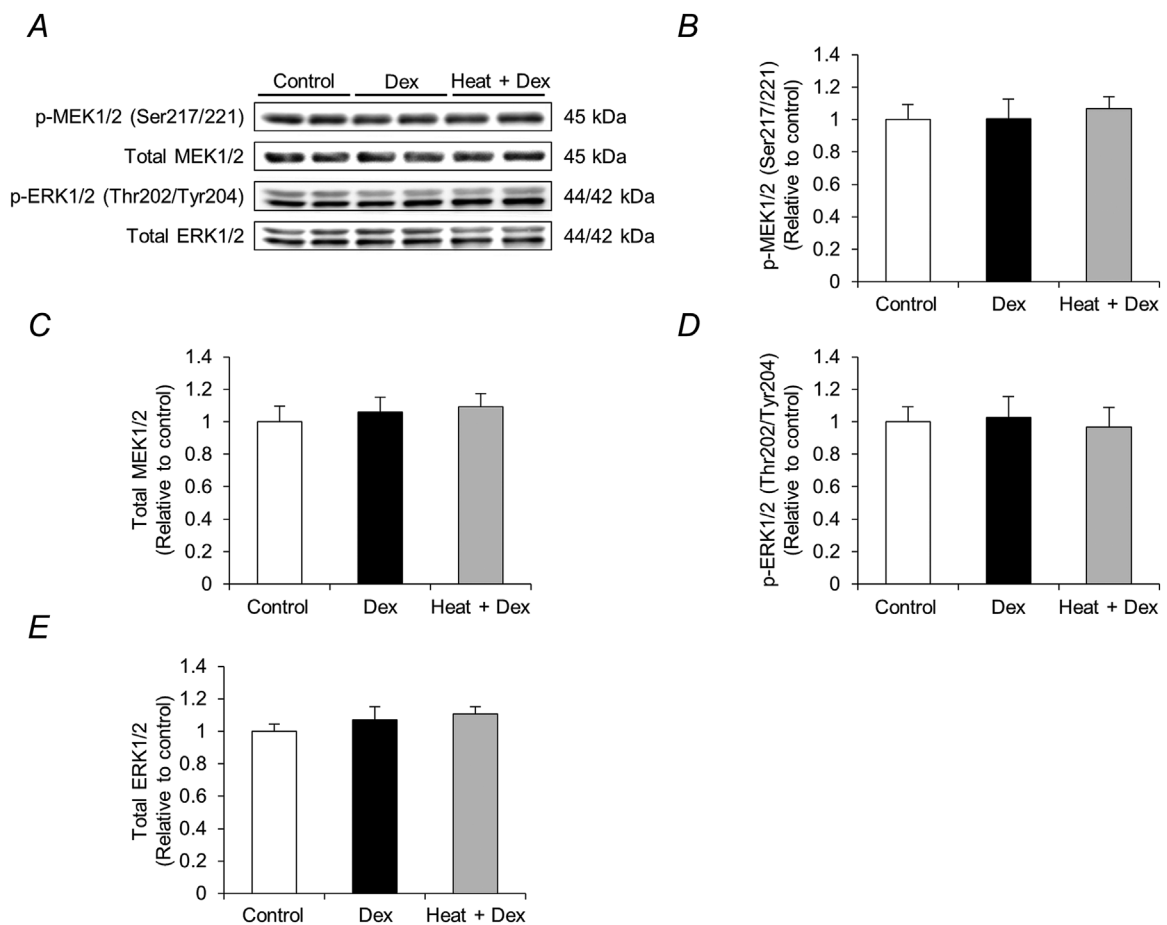 A
Control Dex Heat + Dex
p-MEK1/2 (Ser217/221) 45 kDa
Total MEK1/2 45 kDa
p-ERK1/2 (Thr202/Tyr204) 44/42 kDa
Total ERK1/2 44/42 kDa
B
p-MEK1/2 (Ser217/221)
(Relative to control)
1.4
1.2
1
0.8
0.6
0.4
0.2
0
Control Dex Heat + Dex
C
Total MEK1/2
(Relative to control)
1.4
1.2
1
0.8
0.6
0.4
0.2
0
Control Dex Heat + Dex
D
p-ERK1/2 (Thr202/Tyr204)
(Relative to control)
1.4
1.2
1
0.8
0.6
0.4
0.2
0
Control Dex Heat + Dex
E
Total ERK1/2
(Relative to control)
1.4
1.2
1
0.8
0.6
0.4
0.2
0
Control Dex Heat + Dex